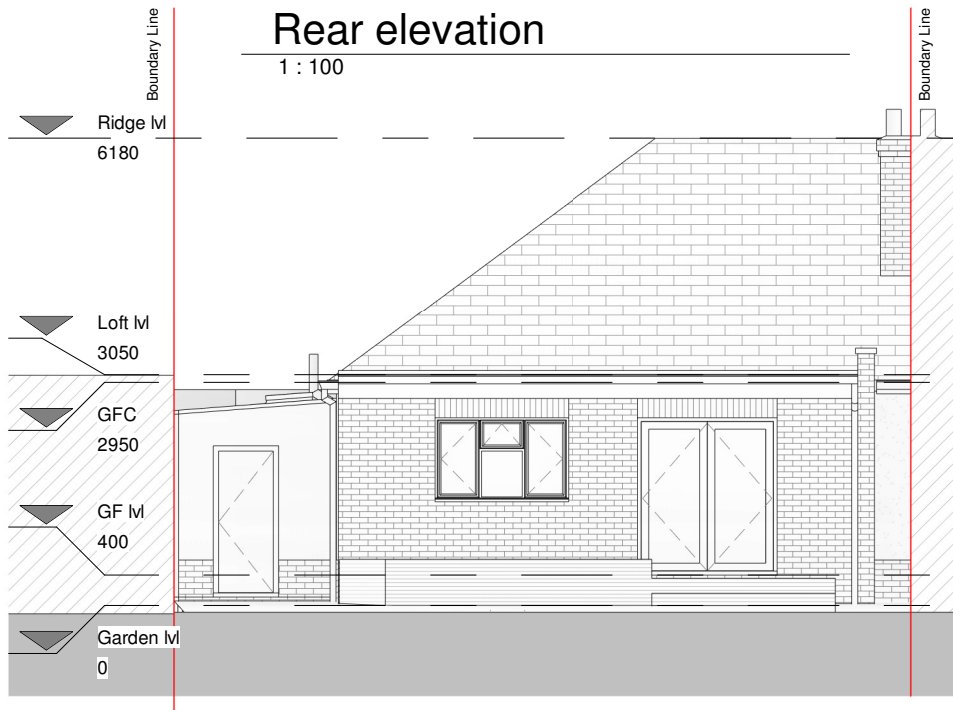 Rear elevation
1 : 100
Boundary Line
Boundary Line
Ridge lvl
6180
Loft lvl
3050
GFC
2950
GF lvl
400
Garden lvl
0